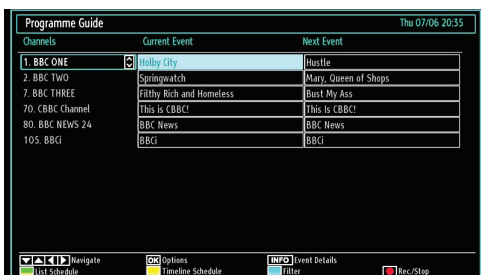 Programme Guide Thu 07/06 20:35
Channels Current Event Next Event
1. BBC ONE Holby City Hustle
2. BBC TWO Springwatch Mary, Queen of Shops
7. BBC THREE Filthy Rich and Homeless Bust My Ass
70. CBBC Channel This is CBBC! This Is CBBC!
80. BBC NEWS 24 BBC News BBC News
105. BBCi BBCi BBCi
Navigate OK Options INFO Event Details
List Schedule Timeline Schedule Filter Rec./Stop